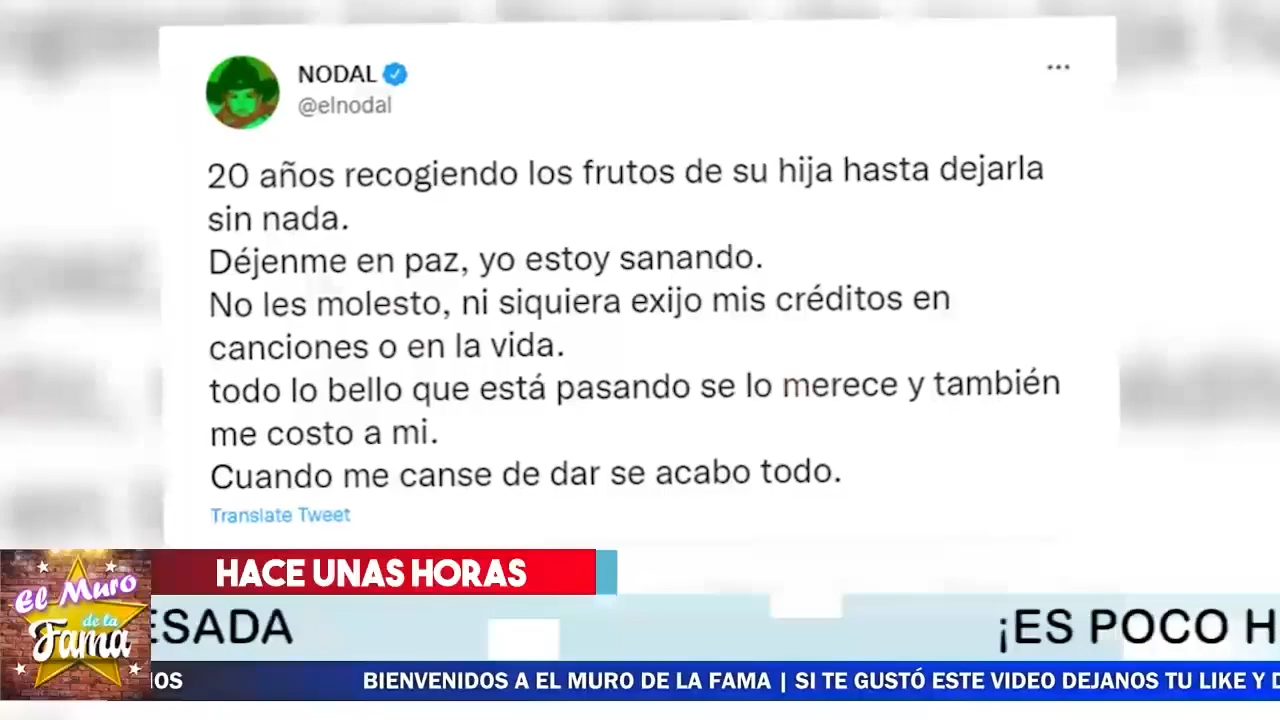 NODAL
@elnodal
20 años recogiendo los frutos de su hija hasta dejarla
sin nada.
Déjenme en paz, yo estoy sanando.
No les molesto, ni siquiera exijo mis créditos en
canciones o en la vida.
todo lo bello que está pasando se lo merece y también
me costo a mi.
Cuando me canse de dar se acabo todo.
Translate Tweet
HACE UNAS HORAS
El Muro
de la
Fama
ESADA ¡ES POCO H
IOS BIENVENIDOS A EL MURO DE LA FAMA | SI TE GUSTÓ ESTE VIDEO DEJANOS TU LIKE Y D